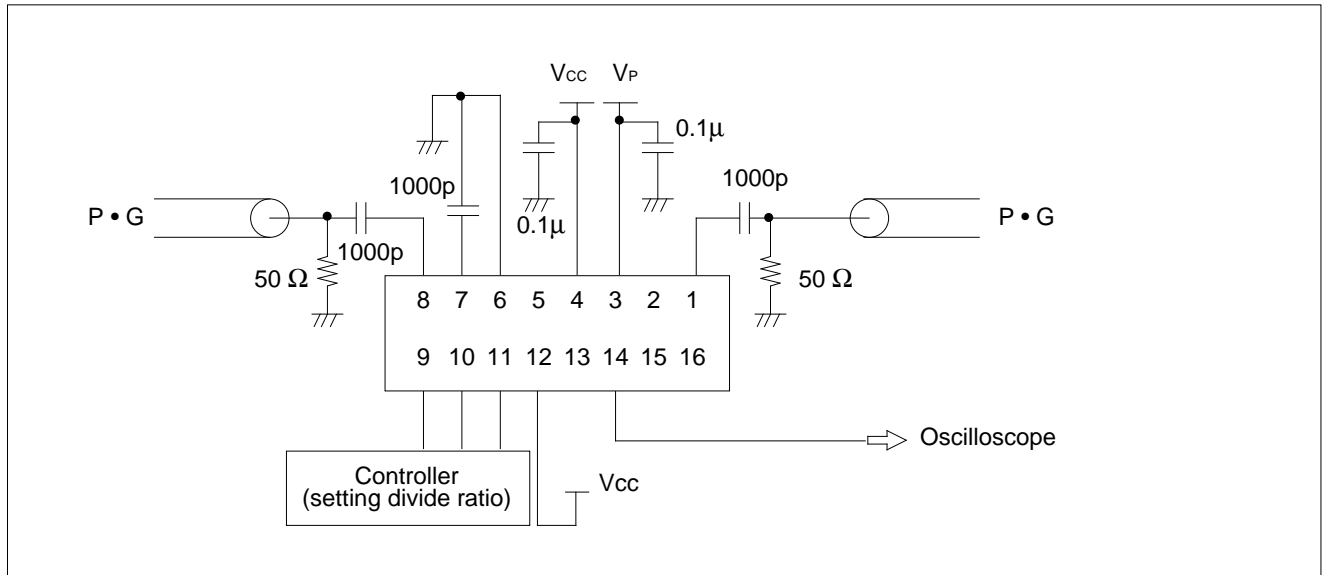 VCC VP
0.1μ
1000p 1000p
P • G P • G
0.1μ
1000p
50 Ω 50 Ω
8 7 6 5 4 3 2 1
9 10 11 12 13 14 15 16
Oscilloscope
Controller
(setting divide ratio)
Vcc